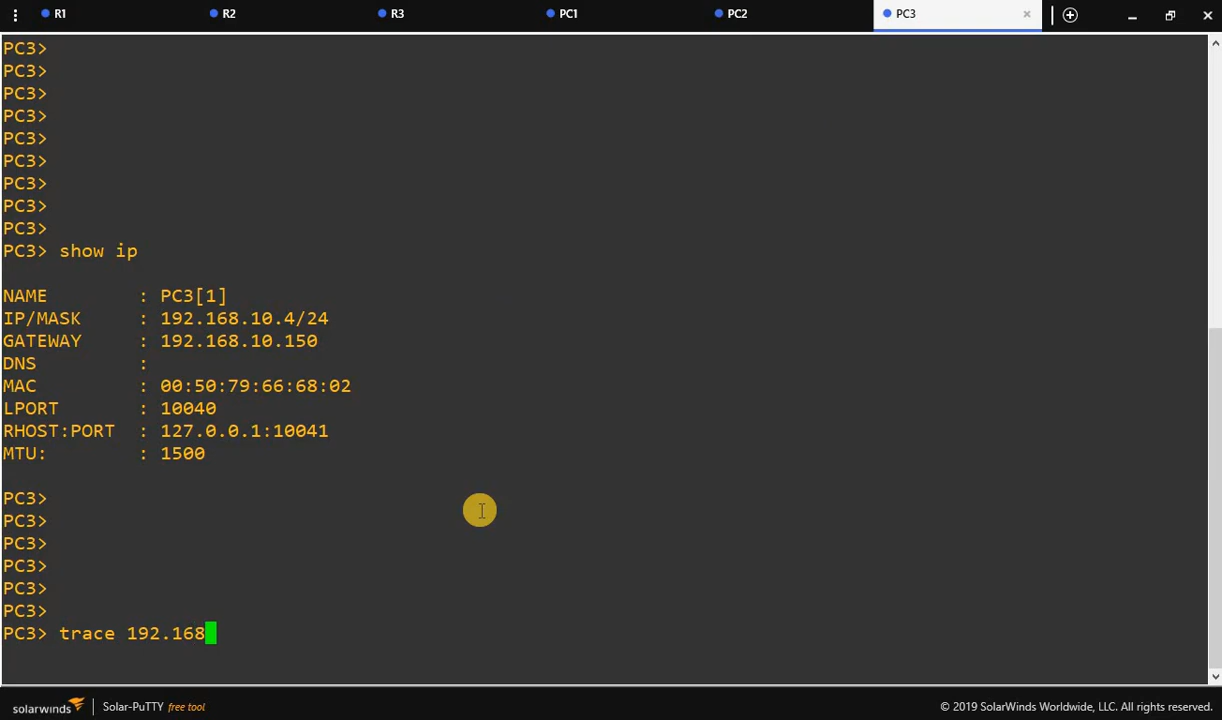 R1 R2 R3 PC1 PC2 PC3 ×
PC3>
PC3>
PC3>
PC3>
PC3>
PC3>
PC3>
PC3>
PC3>
PC3> show ip
NAME : PC3[1]
IP/MASK : 192.168.10.4/24
GATEWAY : 192.168.10.150
DNS :
MAC : 00:50:79:66:68:02
LPORT : 10040
RHOST:PORT : 127.0.0.1:10041
MTU: : 1500
PC3>
PC3>
PC3>
PC3>
PC3>
PC3>
PC3> trace 192.168
solarwinds Solar-PuTTY free tool © 2019 SolarWinds Worldwide, LLC. All rights reserved.